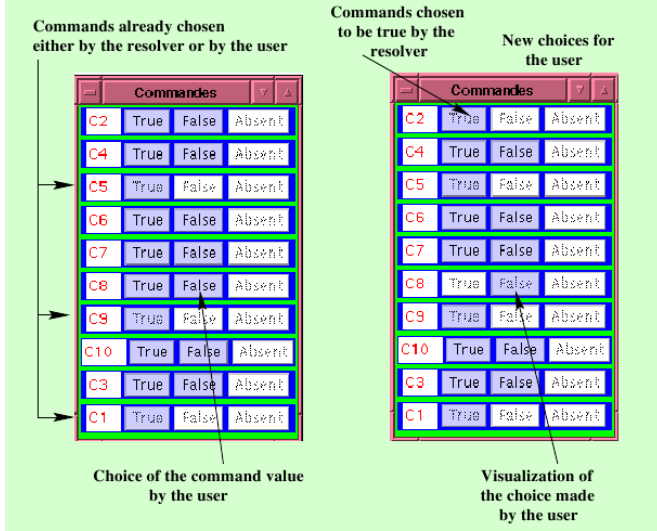 Commands already chosen
either by the resolver or by the user
Commands chosen
to be true by the
resolver
New choices for
the user
Commandes
C2 True False Absent
C4 True False Absent
C5 True False Absent
C6 True False Absent
C7 True False Absent
C8 True False Absent
C9 True False Absent
C10 True False Absent
C3 True False Absent
C1 True False Absent
Commandes
C2 True False Absent
C4 True False Absent
C5 True False Absent
C6 True False Absent
C7 True False Absent
C8 True False Absent
C9 True False Absent
C10 True False Absent
C3 True False Absent
C1 True False Absent
Choice of the command value
by the user
Visualization of
the choice made
by the user